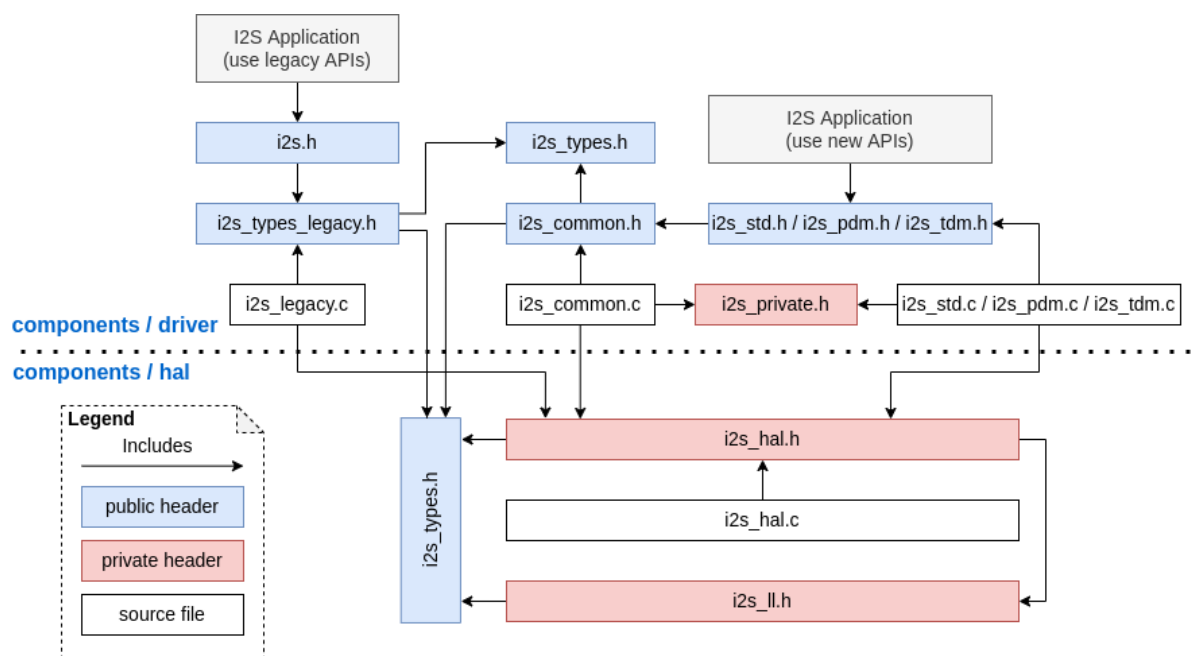 I2S Application
(use legacy APIs)
I2S Application
(use new APIs)
i2s.h
i2s_types.h
i2s_types_legacy.h
i2s_common.h
i2s_std.h / i2s_pdm.h / i2s_tdm.h
i2s_legacy.c
i2s_common.c
i2s_private.h
i2s_std.c / i2s_pdm.c / i2s_tdm.c
components / driver
components / hal
Legend
Includes
public header
private header
source file
i2s_types.h
i2s_hal.h
i2s_hal.c
i2s_ll.h